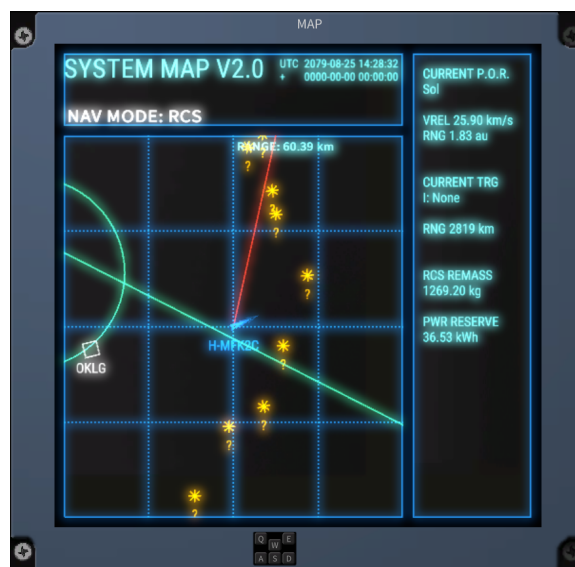 MAP
SYSTEM MAP V2.0
UTC 2079-08-25 14:28:32
+ 0000-00-00 00:00:00
NAV MODE: RCS
CURRENT P.O.R.
Sol
VREL 25.90 km/s
RNG 1.83 au
CURRENT TRG
I: None
RNG 2819 km
RCS REMASS
1269.20 kg
PWR RESERVE
36.53 kWh
RANGE: 60.39 km
?
?
?
?
?
H-MFK2C
?
OKLG
?
?
?
Q W E
A S D